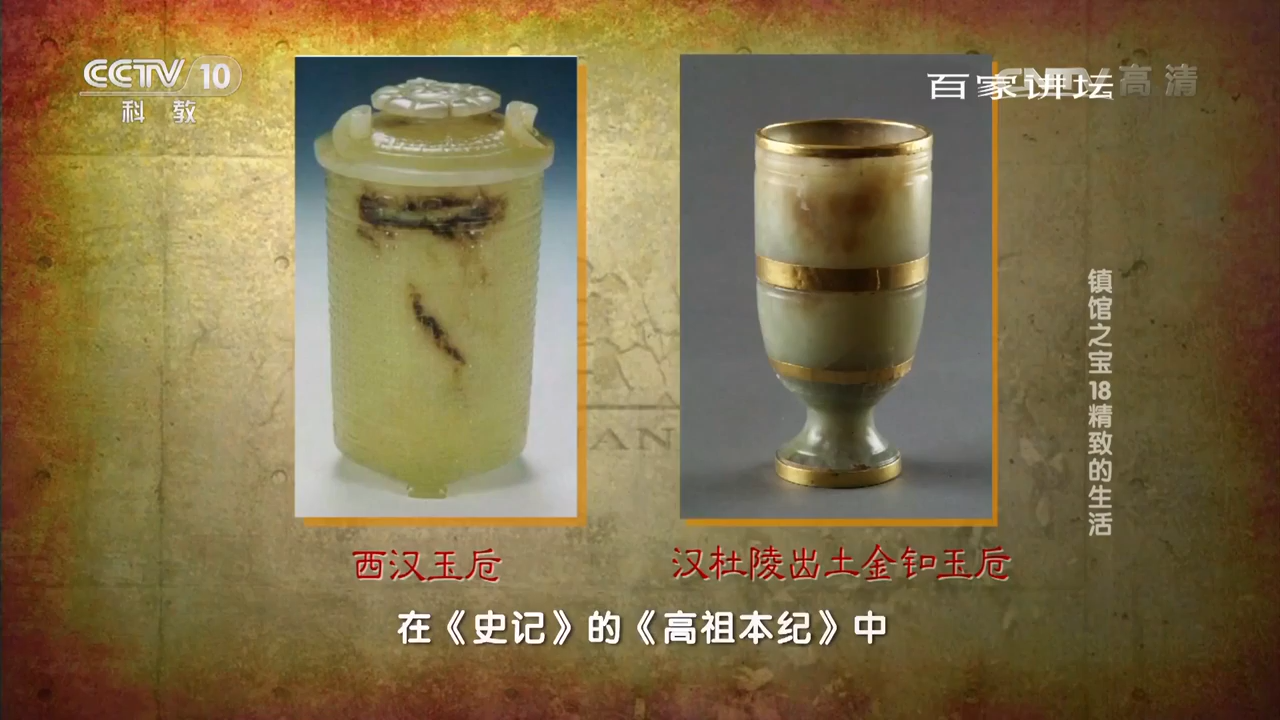 CCTV 10
科教
百家讲坛
高清
镇馆之宝18精致的生活
西汉玉卮
汉杜陵出土金釦玉卮
在《史记》的《高祖本纪》中